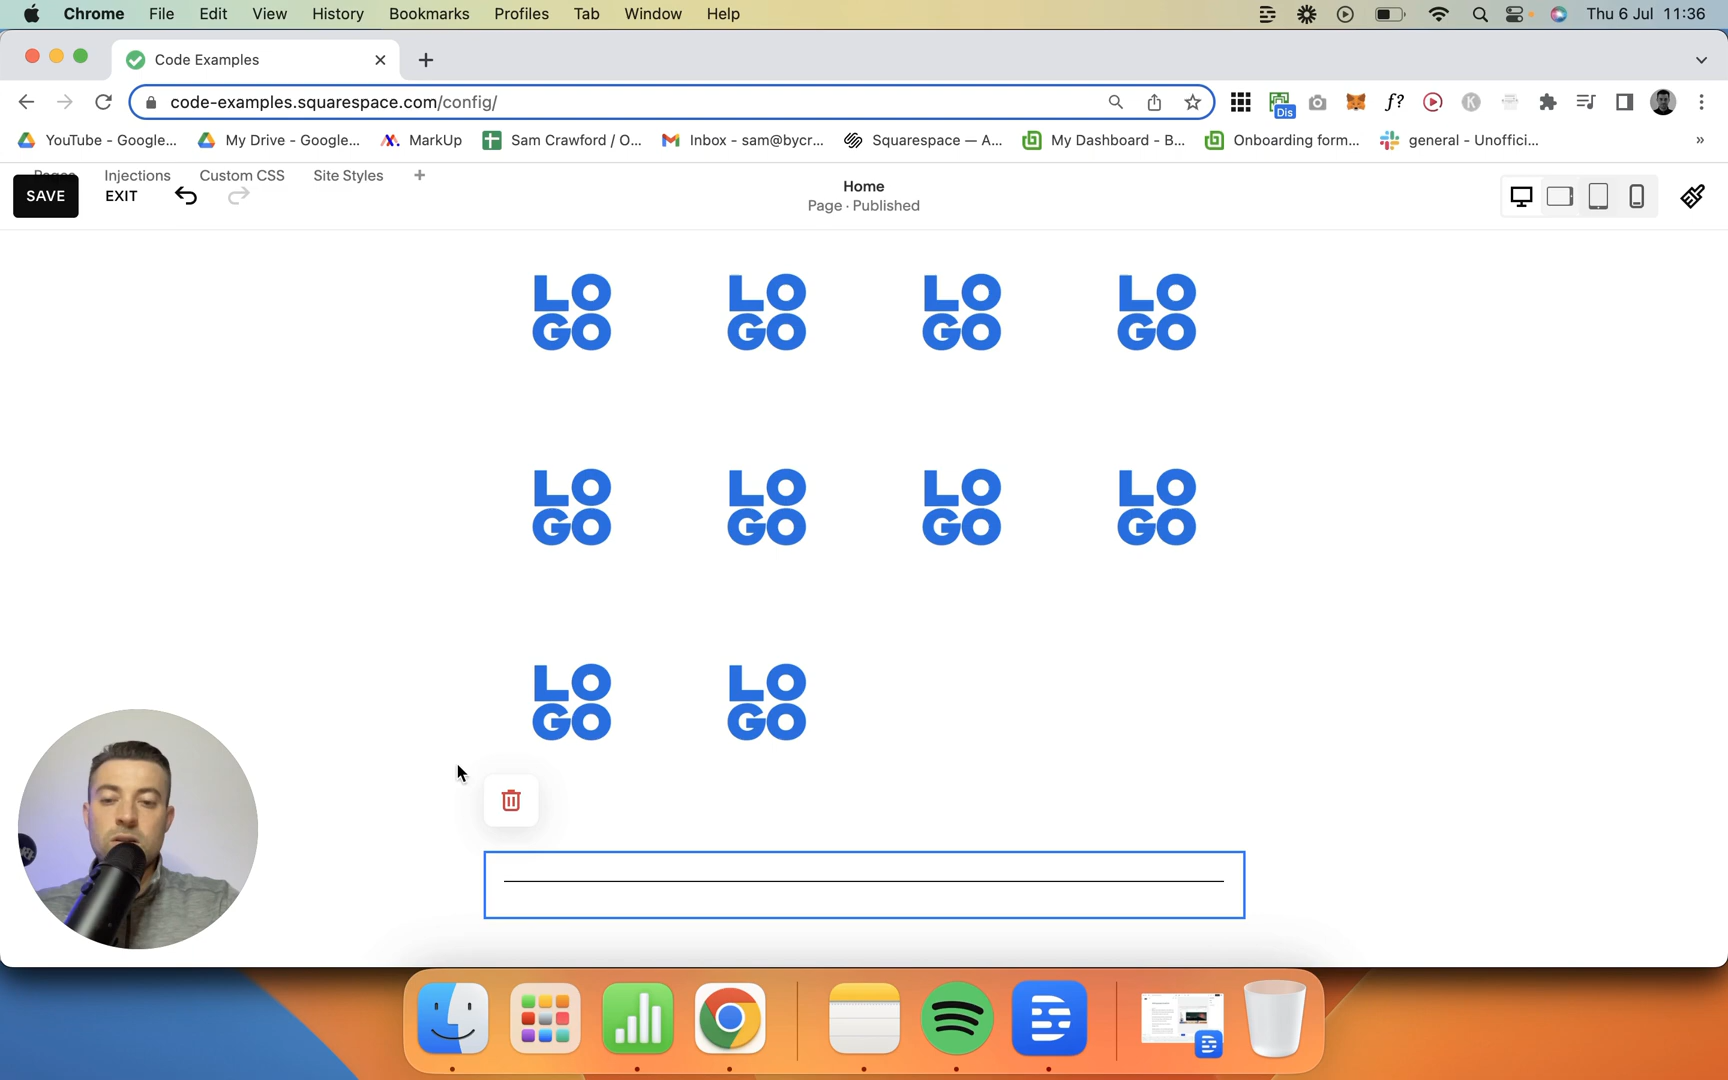 Chrome File Edit View History Bookmarks Profiles Tab Window Help Thu 6 Jul 11:36
Code Examples
code-examples.squarespace.com/config/
f?
K
Dis
YouTube - Google... My Drive - Google... MarkUp Sam Crawford / O... Inbox - sam@bycr... Squarespace — A... My Dashboard - B... Onboarding form... general - Unoffici... »
Pages Injections Custom CSS Site Styles +
SAVE EXIT
Home
Page · Published
LO LO LO LO
GO GO GO GO
LO LO LO LO
GO GO GO GO
LO LO
GO GO